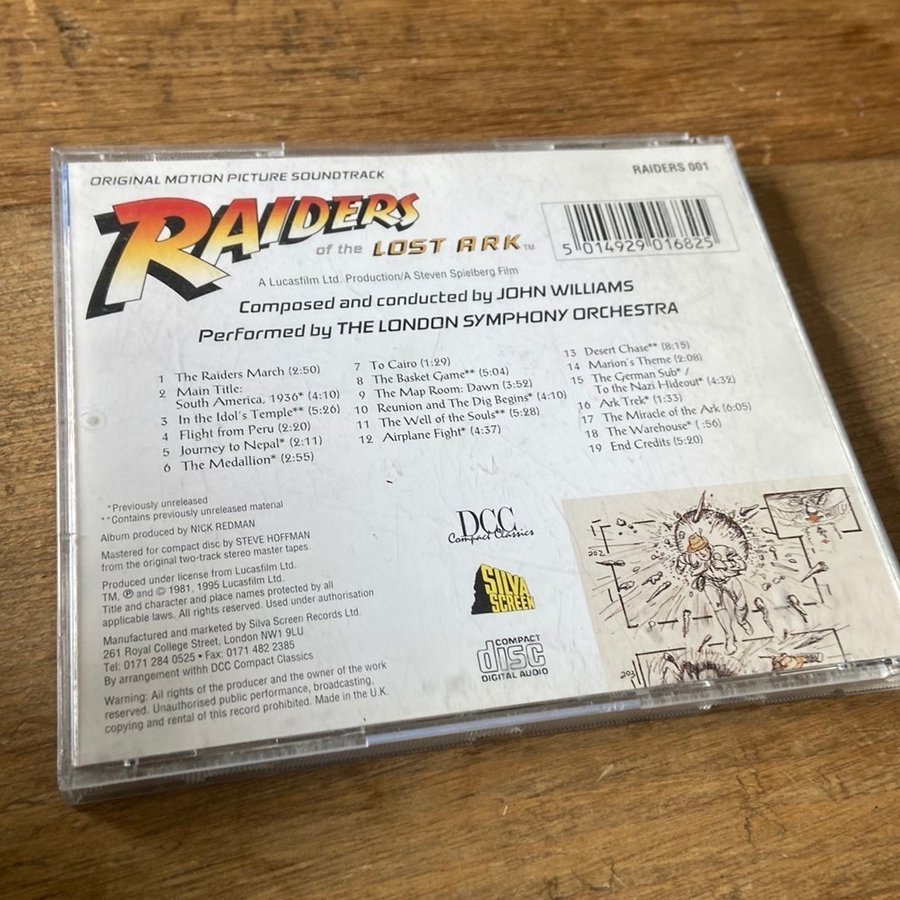 ORIGINAL MOTION PICTURE SOUNDTRACK
RAIDERS 001
RAIDERS
of the LOST ARK™
5 014929 016825
A Lucasfilm Ltd. Production/A Steven Spielberg Film
Composed and conducted by JOHN WILLIAMS
Performed by THE LONDON SYMPHONY ORCHESTRA
1 The Raiders March (2:50)
2 Main Title:
South America, 1936* (4:10)
3 In the Idol's Temple** (5:26)
4 Flight from Peru (2:20)
5 Journey to Nepal* (2:11)
6 The Medallion* (2:55)
7 To Cairo (1:29)
8 The Basket Game** (5:04)
9 The Map Room: Dawn (3:52)
10 Reunion and The Dig Begins* (4:10)
11 The Well of the Souls** (5:28)
12 Airplane Fight* (4:37)
13 Desert Chase** (8:15)
14 Marion's Theme (2:08)
15 The German Sub* /
To the Nazi Hideout* (4:32)
16 Ark Trek* (1:33)
17 The Miracle of the Ark (6:05)
18 The Warehouse* ( :56)
19 End Credits (5:20)
*Previously unreleased
**Contains previously unreleased material
Album produced by NICK REDMAN
Mastered for compact disc by STEVE HOFFMAN
from the original two-track stereo master tapes
Produced under license from Lucasfilm Ltd.
TM, ℗ and © 1981, 1995 Lucasfilm Ltd.
Title and character and place names protected by all
applicable laws. All rights reserved. Used under authorisation
Manufactured and marketed by Silva Screen Records Ltd.
261 Royal College Street, London NW1 9LU
Tel: 0171 284 0525 • Fax: 0171 482 2385
By arrangement withh DCC Compact Classics
Warning: All rights of the producer and the owner of the work
reserved. Unauthorised public performance, broadcasting,
copying and rental of this record prohibited. Made in the U.K.
DCC
Compact Classics
SILVA
SCREEN
COMPACT
disc
DIGITAL AUDIO
202
203